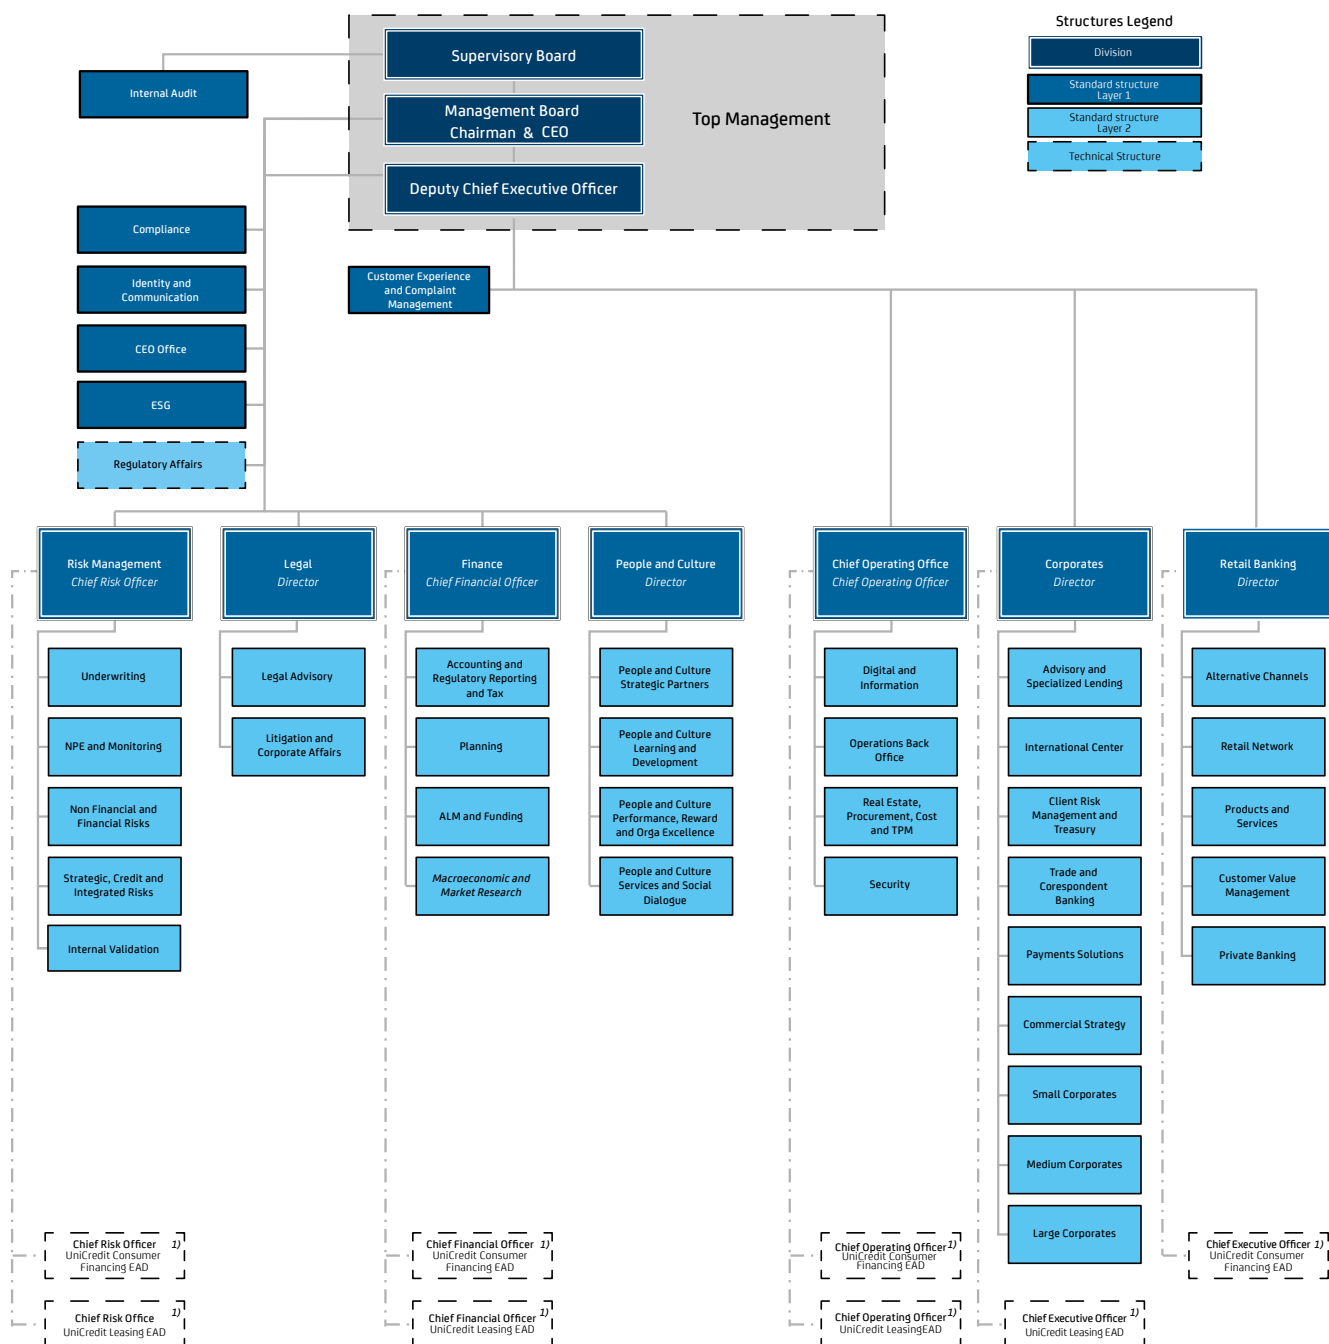 Structures Legend
Division
Standard structure
Layer 1
Standard structure
Layer 2
Technical Structure
Supervisory Board
Management Board
Chairman & CEO
Deputy Chief Executive Officer
Top Management
Internal Audit
Compliance
Identity and
Communication
CEO Office
ESG
Regulatory Affairs
Customer Experience
and Complaint
Management
Risk Management
Chief Risk Officer
Underwriting
NPE and Monitoring
Non Financial and
Financial Risks
Strategic, Credit and
Integrated Risks
Internal Validation
Chief Risk Officer 1)
UniCredit Consumer
Financing EAD
Chief Risk Office 1)
UniCredit Leasing EAD
Legal
Director
Legal Advisory
Litigation and
Corporate Affairs
Finance
Chief Financial Officer
Accounting and
Regulatory Reporting
and Tax
Planning
ALM and Funding
Macroeconomic and
Market Research
Chief Financial Officer 1)
UniCredit Consumer
Financing EAD
Chief Financial Officer 1)
UniCredit Leasing EAD
People and Culture
Director
People and Culture
Strategic Partners
People and Culture
Learning and
Development
People and Culture
Performance, Reward
and Orga Excellence
People and Culture
Services and Social
Dialogue
Chief Operating Office
Chief Operating Officer
Digital and
Information
Operations Back
Office
Real Estate,
Procurement, Cost
and TPM
Security
Chief Operating Officer 1)
UniCredit Consumer
Financing EAD
Chief Operating Officer 1)
UniCredit LeasingEAD
Corporates
Director
Advisory and
Specialized Lending
International Center
Client Risk
Management and
Treasury
Trade and
Corespondent
Banking
Payments Solutions
Commercial Strategy
Small Corporates
Medium Corporates
Large Corporates
Chief Executive Officer 1)
UniCredit Leasing EAD
Retail Banking
Director
Alternative Channels
Retail Network
Products and
Services
Customer Value
Management
Private Banking
Chief Executive Officer 1)
UniCredit Consumer
Financing EAD